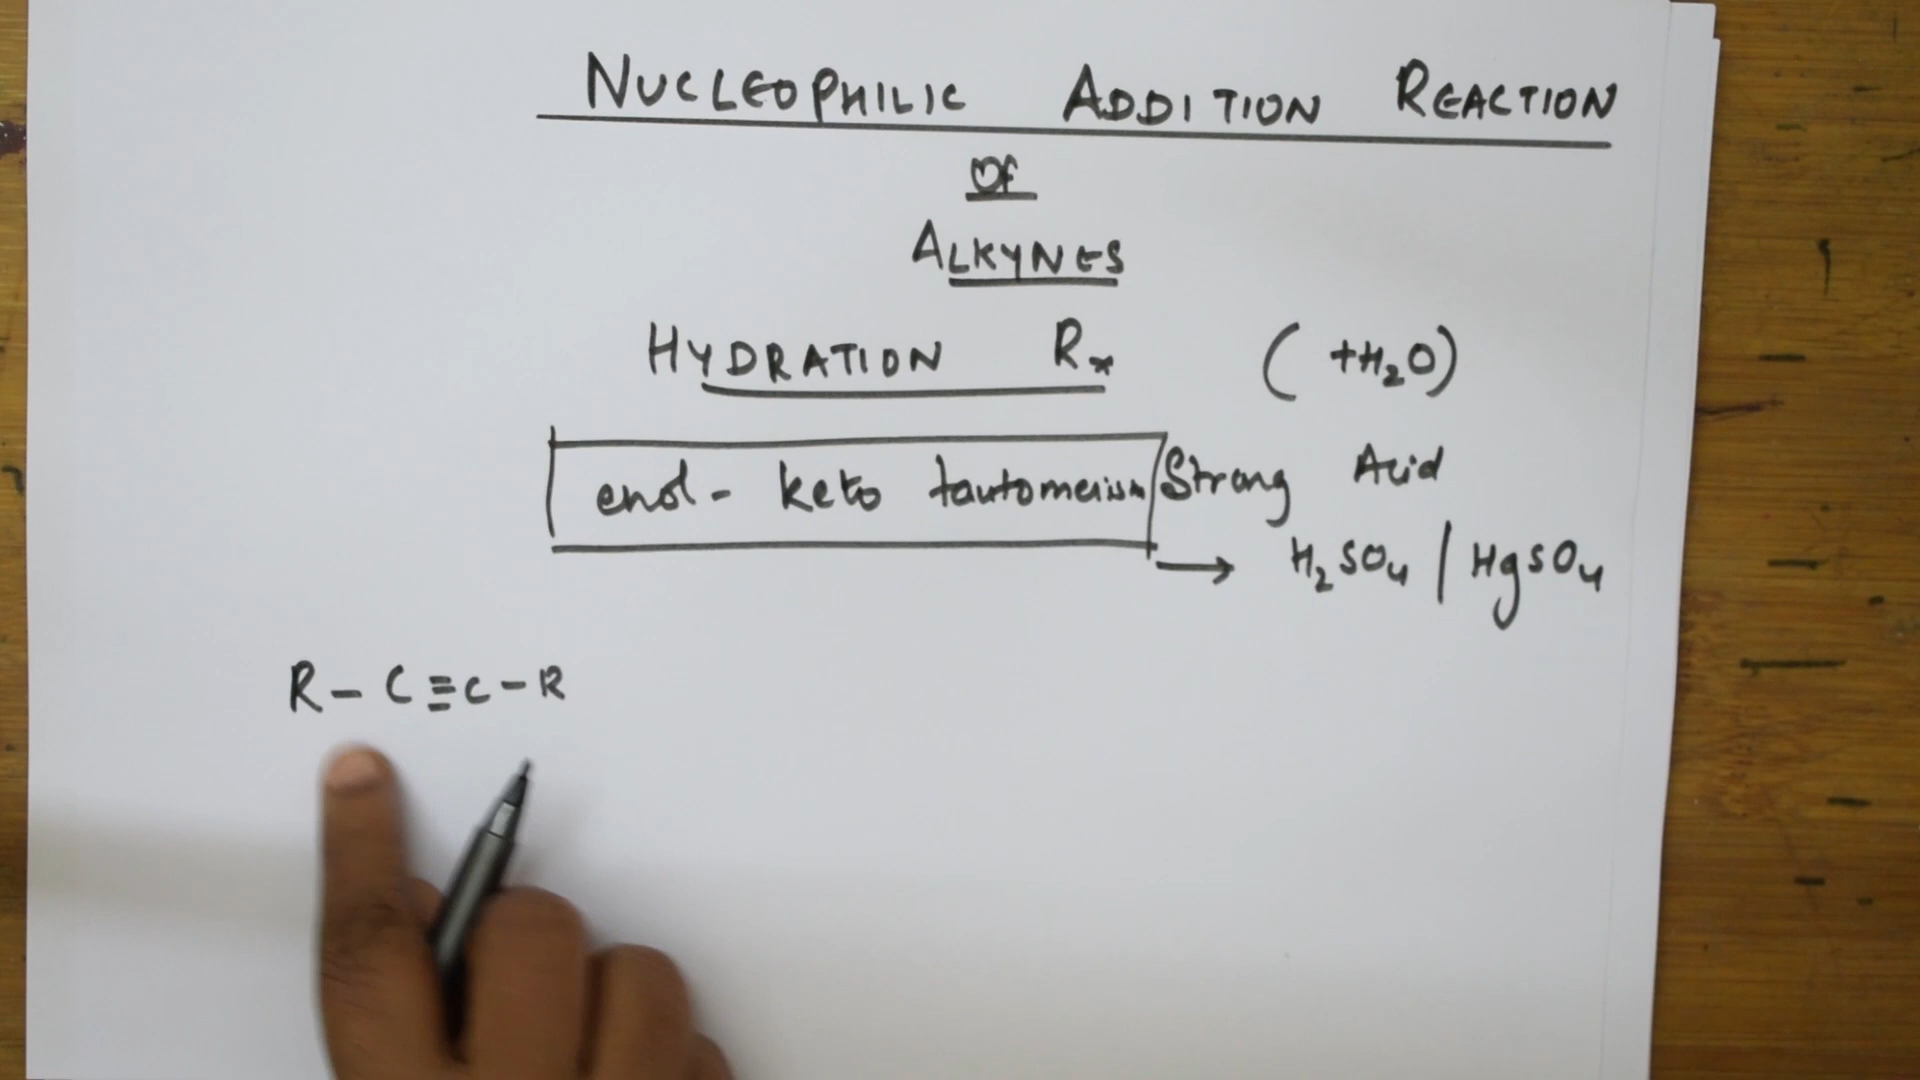 NUCLEOPHILIC ADDITION REACTION
OF
ALKYNES
HYDRATION Rx (+H₂O)
enol - keto tautomerism Strong Acid
→ H₂SO₄ / HgSO₄
R - C ≡ C - R